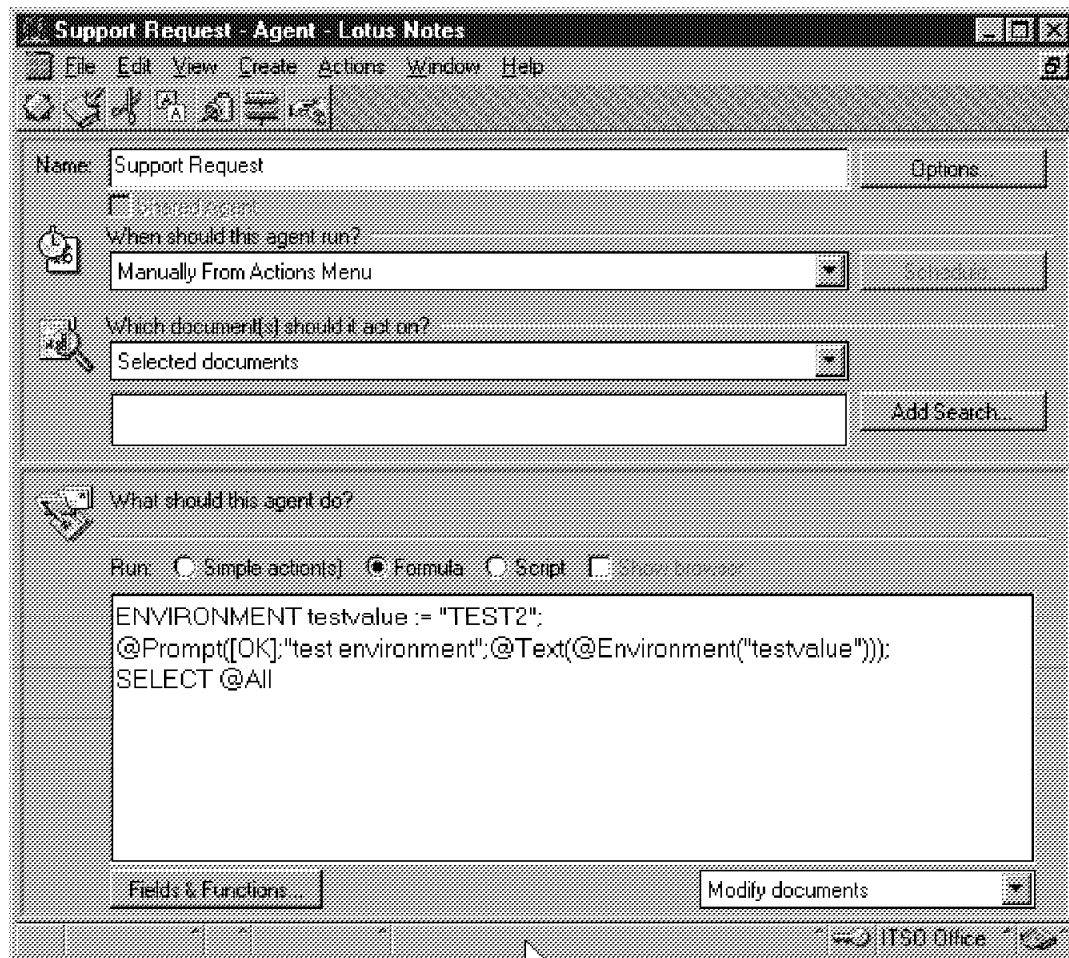 Support Request - Agent - Lotus Notes
File Edit View Create Actions Window Help
Name: Support Request Options...
Shared Agent
When should this agent run?
Manually From Actions Menu Schedule...
Which document(s) should it act on?
Selected documents
Add Search...
What should this agent do?
Run: Simple action(s) Formula Script Show browser
ENVIRONMENT testvalue := "TEST2";
@Prompt([OK];"test environment";@Text(@Environment("testvalue")));
SELECT @All
Fields & Functions... Modify documents
ITSO Office